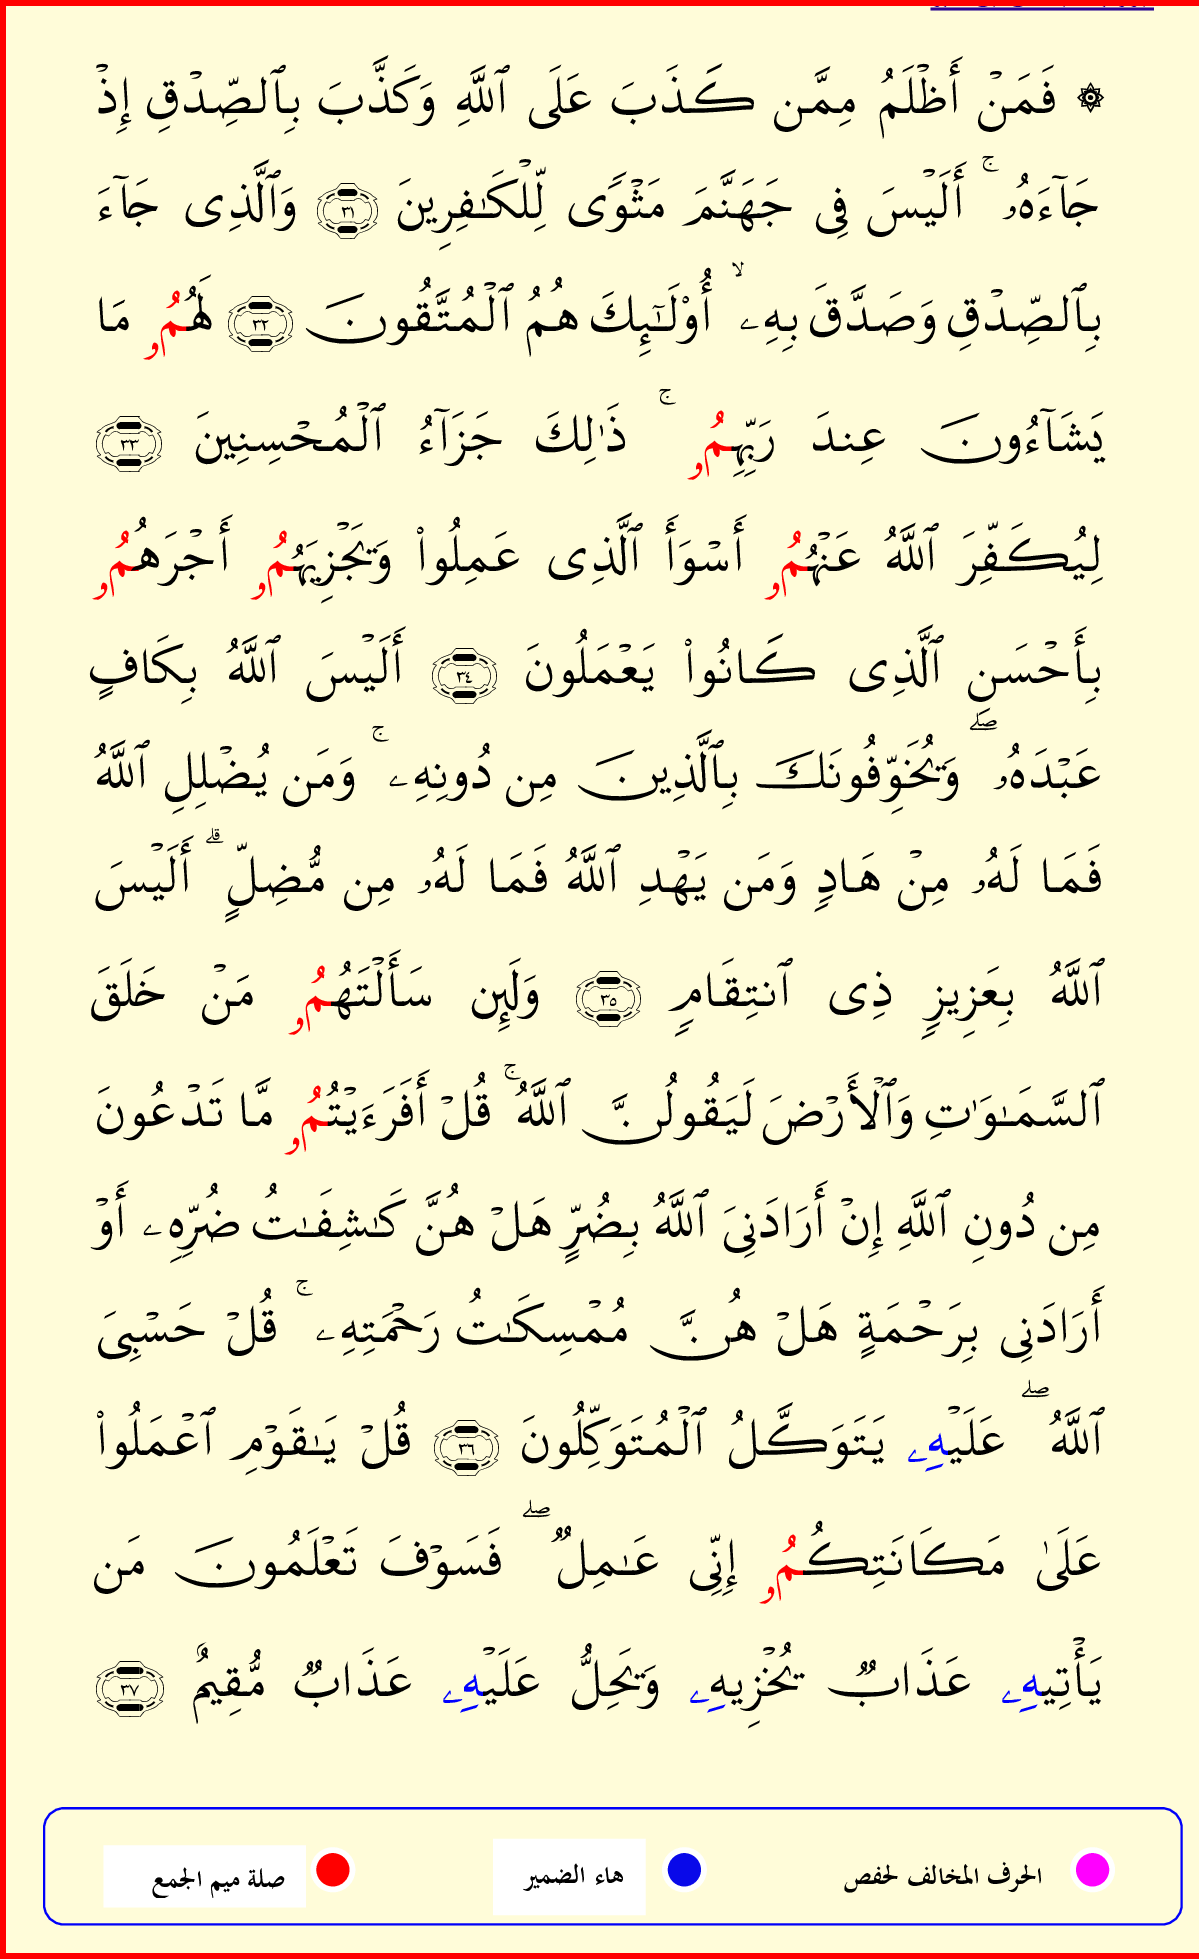 ۞ فَمَنْ أَظْلَمُ مِمَّن كَذَبَ عَلَى ٱللَّهِ وَكَذَّبَ بِٱلصِّدْقِ إِذْ
جَآءَهُۥ ۚ أَلَيْسَ فِى جَهَنَّمَ مَثْوًى لِّلْكَـٰفِرِينَ ٣١ وَٱلَّذِى جَآءَ
بِٱلصِّدْقِ وَصَدَّقَ بِهِۦ ۙ أُوْلَـٰٓئِكَ هُمُ ٱلْمُتَّقُونَ ٣٢ لَهُمُۥ مَا
يَشَآءُونَ عِندَ رَبِّهِمُۥ ۚ ذَٰلِكَ جَزَآءُ ٱلْمُحْسِنِينَ ٣٣
لِيُكَفِّرَ ٱللَّهُ عَنْهُمُۥ أَسْوَأَ ٱلَّذِى عَمِلُوا۟ وَيَجْزِيَهُمُۥ أَجْرَهُمُۥ
بِأَحْسَنِ ٱلَّذِى كَانُوا۟ يَعْمَلُونَ ٣٤ أَلَيْسَ ٱللَّهُ بِكَافٍ
عَبْدَهُۥ ۖ وَيُخَوِّفُونَكَ بِٱلَّذِينَ مِن دُونِهِۦ ۚ وَمَن يُضْلِلِ ٱللَّهُ
فَمَا لَهُۥ مِنْ هَادٍ وَمَن يَهْدِ ٱللَّهُ فَمَا لَهُۥ مِن مُّضِلٍّ ۗ أَلَيْسَ
ٱللَّهُ بِعَزِيزٍ ذِى ٱنتِقَامٍ ٣٥ وَلَئِن سَأَلْتَهُمُۥ مَنْ خَلَقَ
ٱلسَّمَـٰوَٰتِ وَٱلْأَرْضَ لَيَقُولُنَّ ٱللَّهُ ۚ قُلْ أَفَرَءَيْتُمُۥ مَّا تَدْعُونَ
مِن دُونِ ٱللَّهِ إِنْ أَرَادَنِىَ ٱللَّهُ بِضُرٍّ هَلْ هُنَّ كَـٰشِفَـٰتُ ضُرِّهِۦ أَوْ
أَرَادَنِى بِرَحْمَةٍ هَلْ هُنَّ مُمْسِكَـٰتُ رَحْمَتِهِۦ ۚ قُلْ حَسْبِىَ
ٱللَّهُ ۖ عَلَيْهِۦ يَتَوَكَّلُ ٱلْمُتَوَكِّلُونَ ٣٦ قُلْ يَـٰقَوْمِ ٱعْمَلُوا۟
عَلَىٰ مَكَانَتِكُمُۥ إِنِّى عَـٰمِلٌ ۖ فَسَوْفَ تَعْلَمُونَ مَن
يَأْتِيهِۦ عَذَابٌ يُخْزِيهِۦ وَيَحِلُّ عَلَيْهِۦ عَذَابٌ مُّقِيمٌ ٣٧
الحرف المخالف لحفص هاء الضمير صلة ميم الجمع